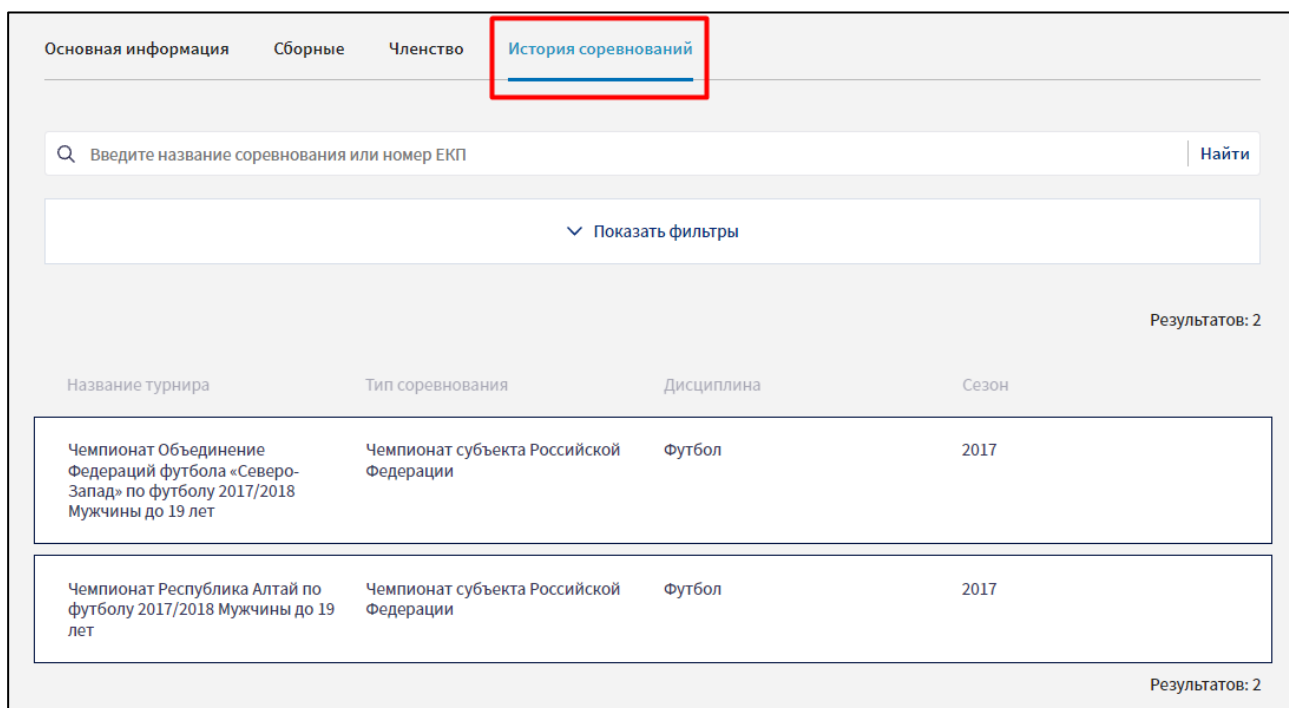 Основная информация Сборные Членство История соревнований
Введите название соревнования или номер ЕКП Найти
Показать фильтры
Результатов: 2
Название турнира Тип соревнования Дисциплина Сезон
Чемпионат Объединение Чемпионат субъекта Российской Футбол 2017
Федераций футбола «Северо- Федерации
Запад» по футболу 2017/2018
Мужчины до 19 лет
Чемпионат Республика Алтай по Чемпионат субъекта Российской Футбол 2017
футболу 2017/2018 Мужчины до 19 Федерации
лет
Результатов: 2